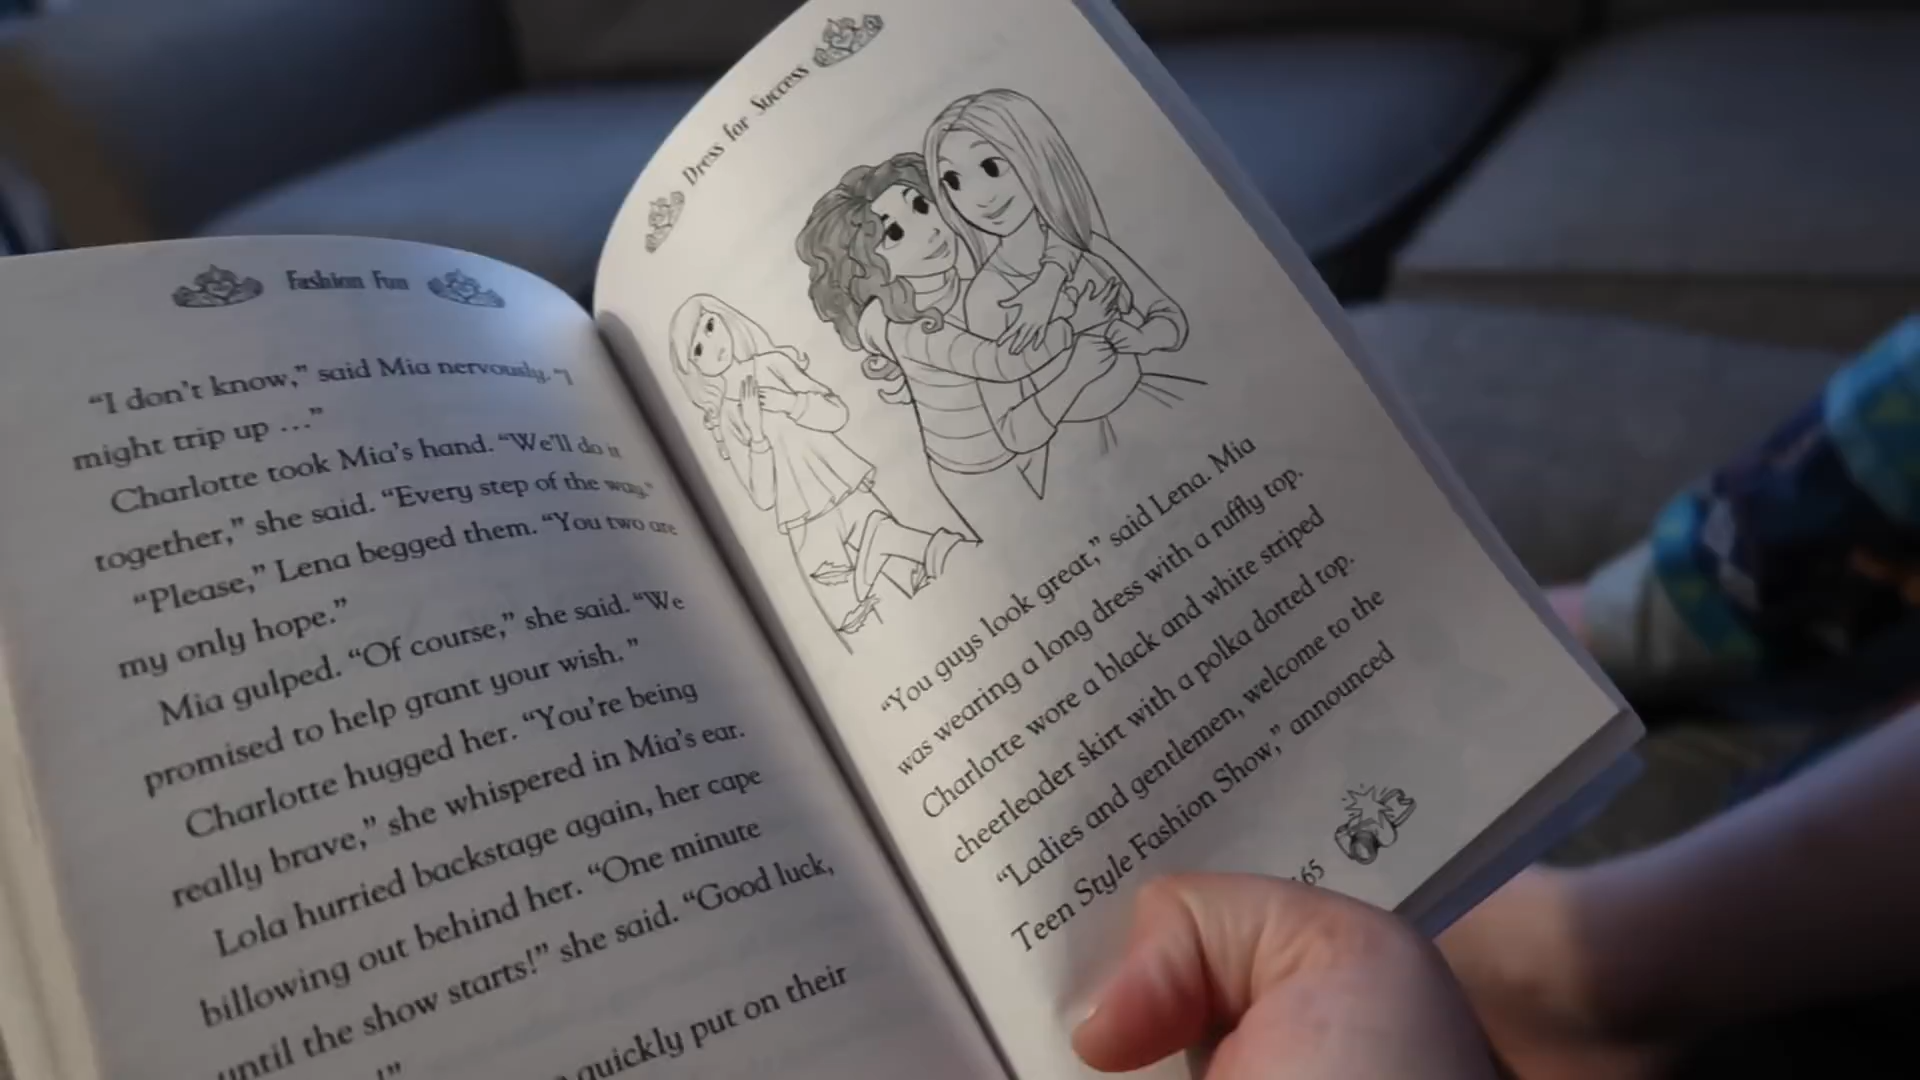 Fashion Fun
“I don't know,” said Mia nervously. “I
might trip up ...”
Charlotte took Mia's hand. “We'll do it
together,” she said. “Every step of the way.”
“Please,” Lena begged them. “You two are
my only hope.”
Mia gulped. “Of course,” she said. “We
promised to help grant your wish.”
Charlotte hugged her. “You're being
really brave,” she whispered in Mia's ear.
Lola hurried backstage again, her cape
billowing out behind her. “One minute
until the show starts!” she said. “Good luck,
quickly put on their
Dress for Success
“You guys look great,” said Lena. Mia
was wearing a long dress with a ruffly top.
Charlotte wore a black and white striped
cheerleader skirt with a polka dotted top.
“Ladies and gentlemen, welcome to the
Teen Style Fashion Show,” announced
165